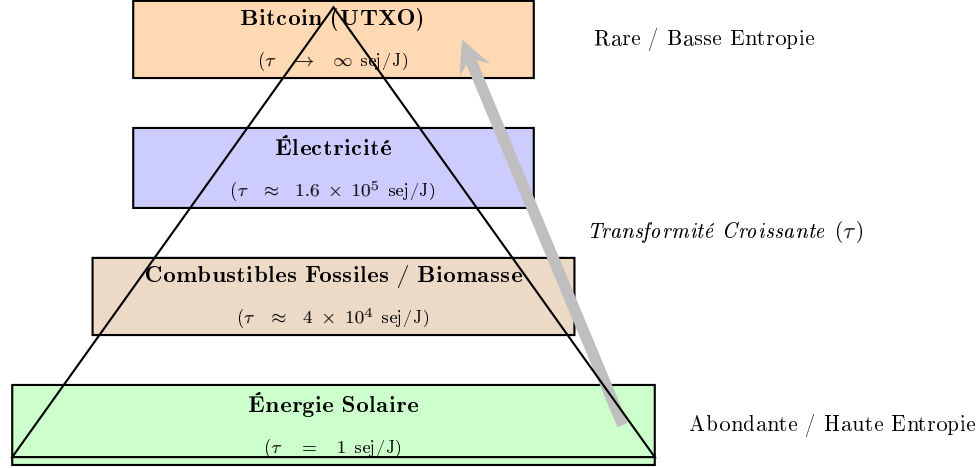 Bitcoin (UTXO)
(τ → ∞ sej/J)
Rare / Basse Entropie
Électricité
(τ ≈ 1.6 × 10⁵ sej/J)
Transformité Croissante (τ)
Combustibles Fossiles / Biomasse
(τ ≈ 4 × 10⁴ sej/J)
Énergie Solaire
(τ = 1 sej/J)
Abondante / Haute Entropie